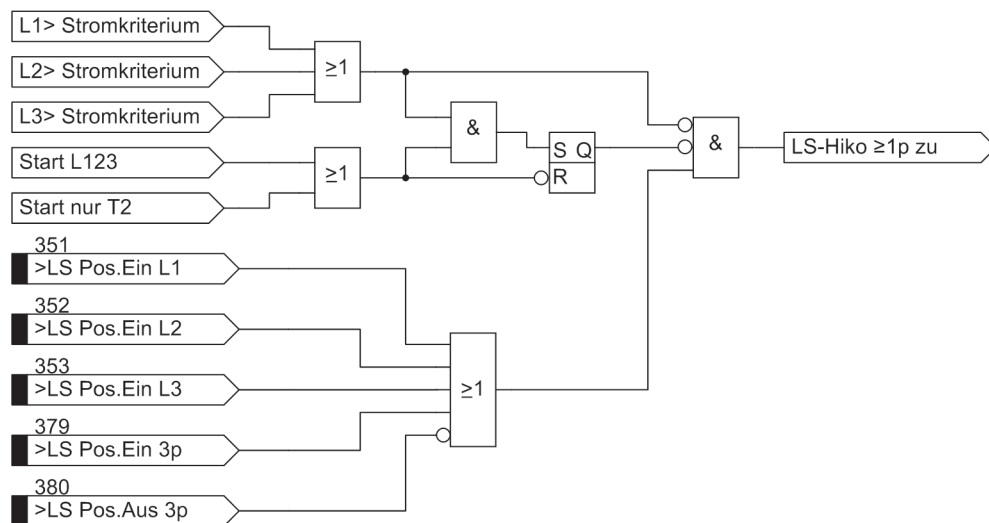 L1> Stromkriterium
L2> Stromkriterium
L3> Stromkriterium
≥1
&
S Q
R
&
LS-Hiko ≥1p zu
Start L123
Start nur T2
≥1
351
>LS Pos.Ein L1
352
>LS Pos.Ein L2
353
>LS Pos.Ein L3
379
>LS Pos.Ein 3p
380
>LS Pos.Aus 3p
≥1